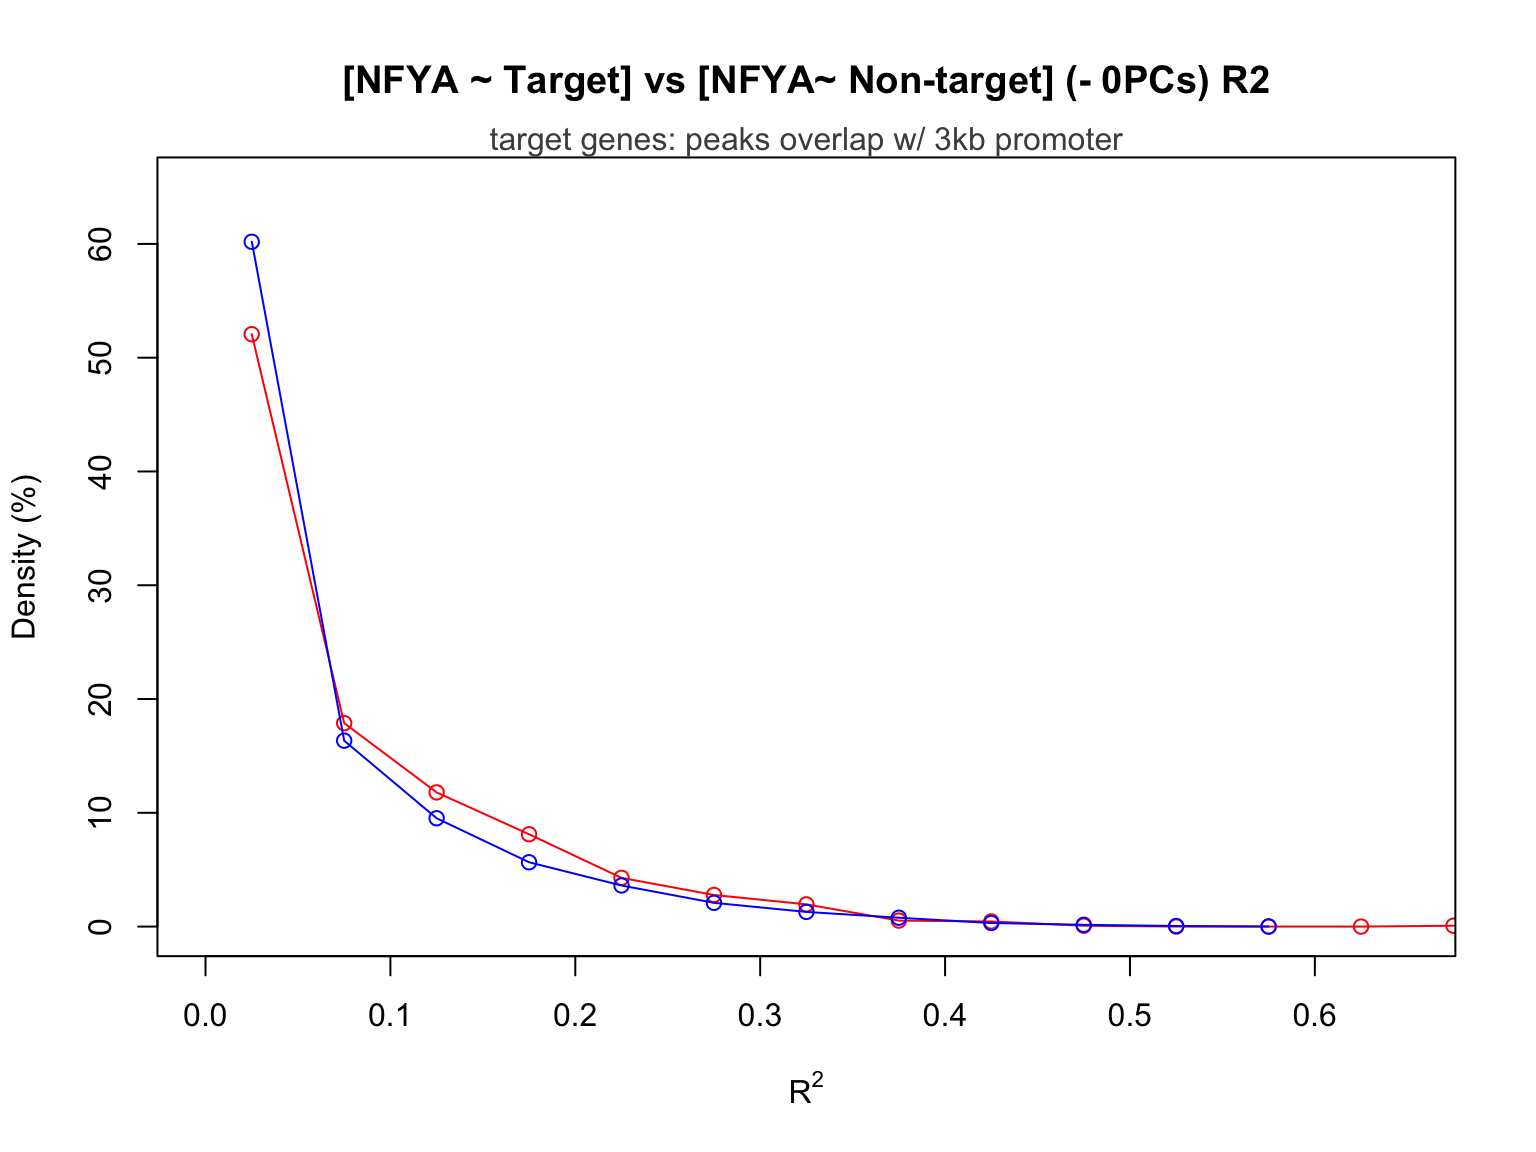 [NFYA ~ Target] vs [NFYA~ Non-target] (- 0PCs) R2
target genes: peaks overlap w/ 3kb promoter
Density (%)
60
50
40
30
20
10
0
0.0 0.1 0.2 0.3 0.4 0.5 0.6
R²